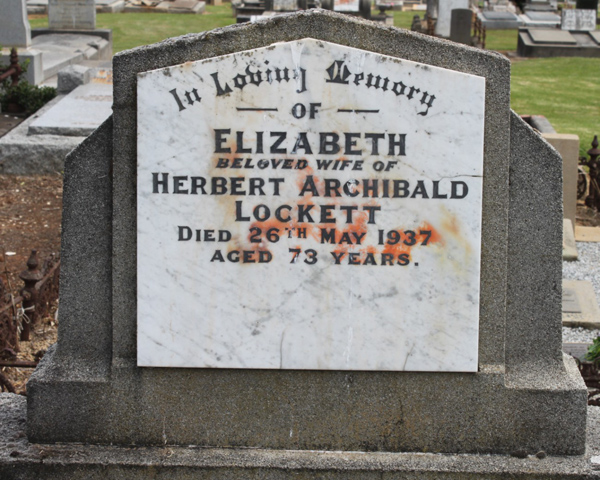 In Loving Memory
OF
ELIZABETH
BELOVED WIFE OF
HERBERT ARCHIBALD
LOCKETT
DIED 26TH MAY 1937
AGED 73 YEARS.